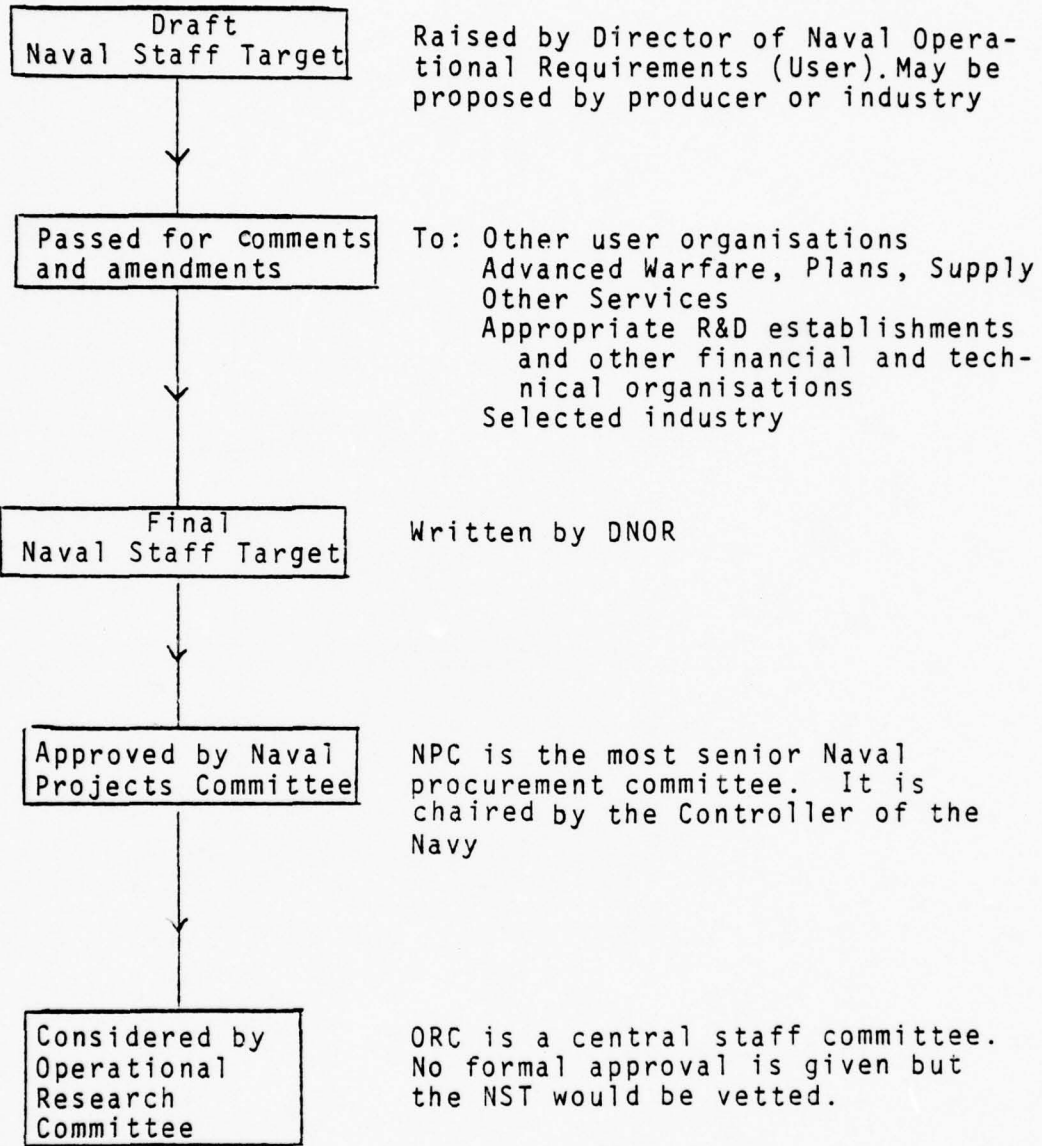 Draft
Naval Staff Target
Raised by Director of Naval Opera-
tional Requirements (User). May be
proposed by producer or industry
Passed for comments
and amendments
To: Other user organisations
Advanced Warfare, Plans, Supply
Other Services
Appropriate R&D establishments
and other financial and tech-
nical organisations
Selected industry
Final
Naval Staff Target
Written by DNOR
Approved by Naval
Projects Committee
NPC is the most senior Naval
procurement committee. It is
chaired by the Controller of the
Navy
Considered by
Operational
Research
Committee
ORC is a central staff committee.
No formal approval is given but
the NST would be vetted.